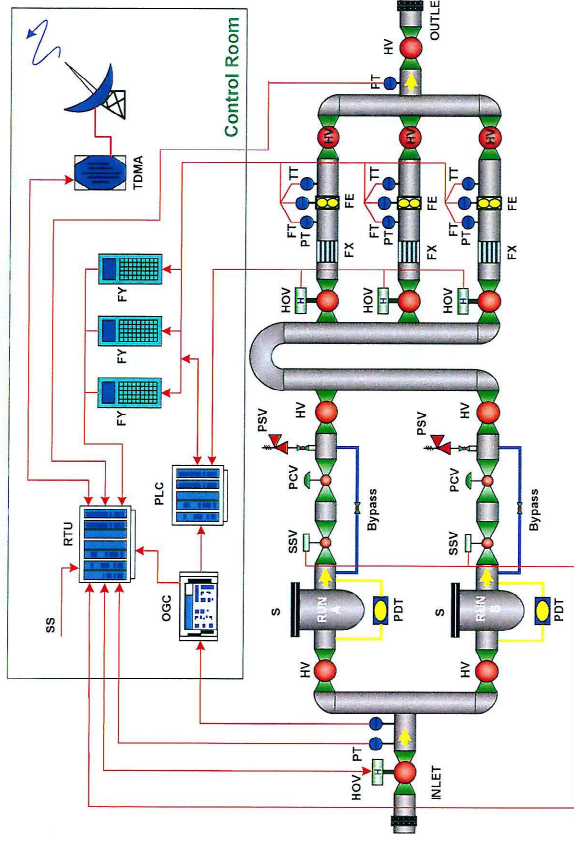 SS
RTU
FY
FY
FY
TDMA
PLC
OGC
Control Room
S
HV
RUN
A
PDT
SSV
Bypass
PCV
PSV
HV
HOV
H
FT
TT
PT
FX
FE
HV
HOV
PT
H
INLET
HOV
H
FT
TT
PT
FX
FE
HV
PT
HV
OUTLET
S
HV
RUN
B
PDT
SSV
Bypass
PCV
PSV
HV
HOV
H
FT
TT
PT
FX
FE
HV